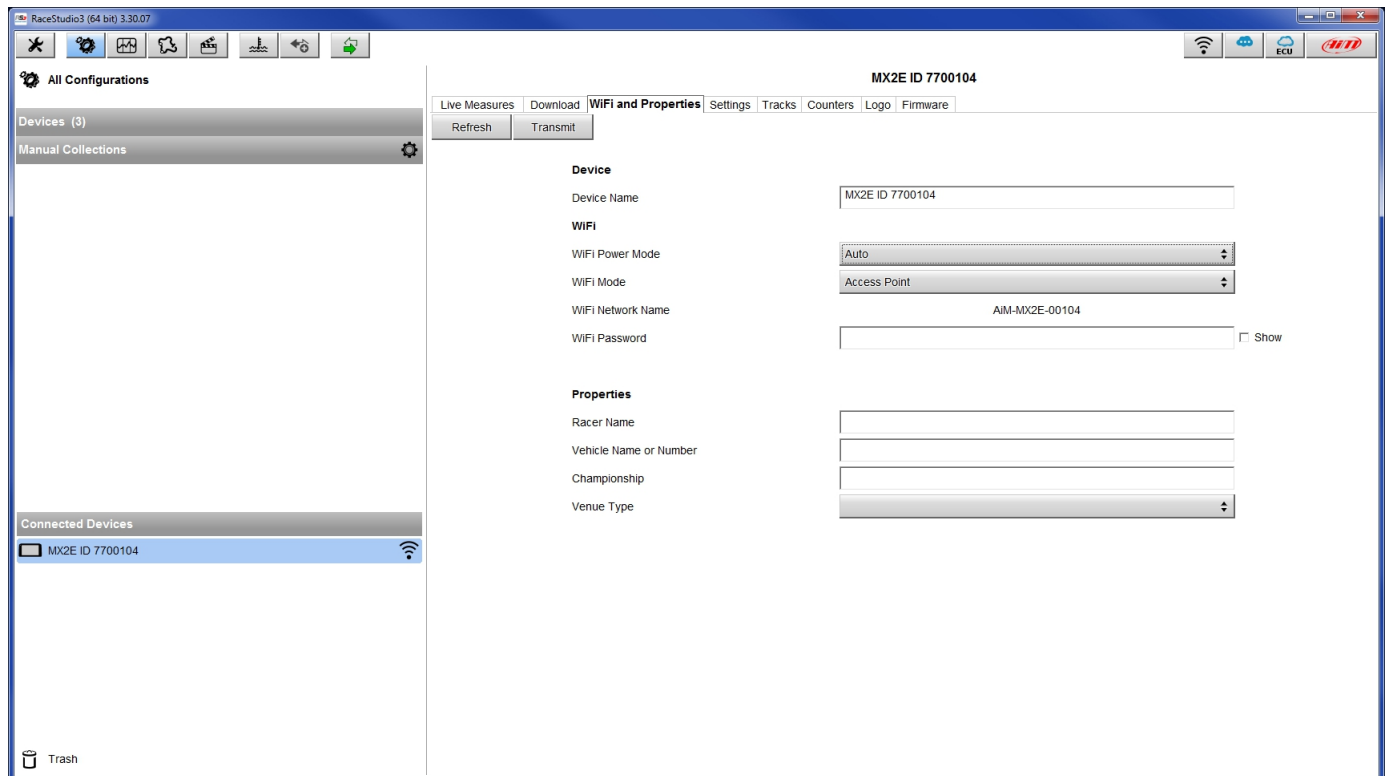 RaceStudio3 (64 bit) 3.30.07
ECU
AiM
All Configurations
Devices (3)
Manual Collections
Connected Devices
MX2E ID 7700104
Trash
MX2E ID 7700104
Live Measures Download WiFi and Properties Settings Tracks Counters Logo Firmware
Refresh Transmit
Device
Device Name MX2E ID 7700104
WiFi
WiFi Power Mode Auto
WiFi Mode Access Point
WiFi Network Name AiM-MX2E-00104
WiFi Password Show
Properties
Racer Name
Vehicle Name or Number
Championship
Venue Type